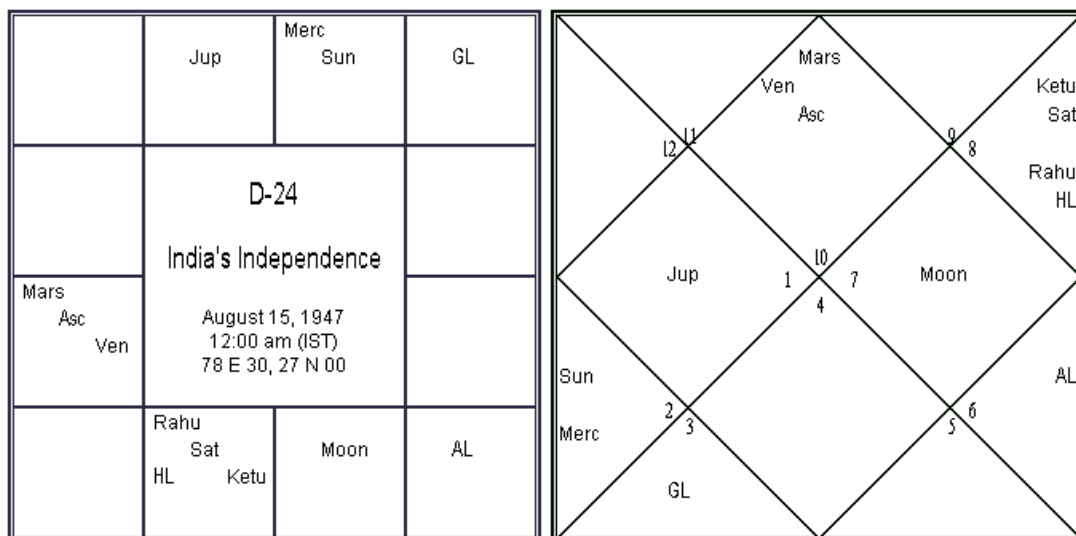 Jup
Merc
Sun
GL
D-24
India's Independence
August 15, 1947
12:00 am (IST)
78 E 30, 27 N 00
Mars
Asc
Ven
Rahu
Sat
HL Ketu
Moon
AL
Mars
Ven
Asc
Ketu
Sat
11
12
9
8
Rahu
HL
10
Jup
1
7
Moon
4
Sun
AL
2
3
6
5
Merc
GL